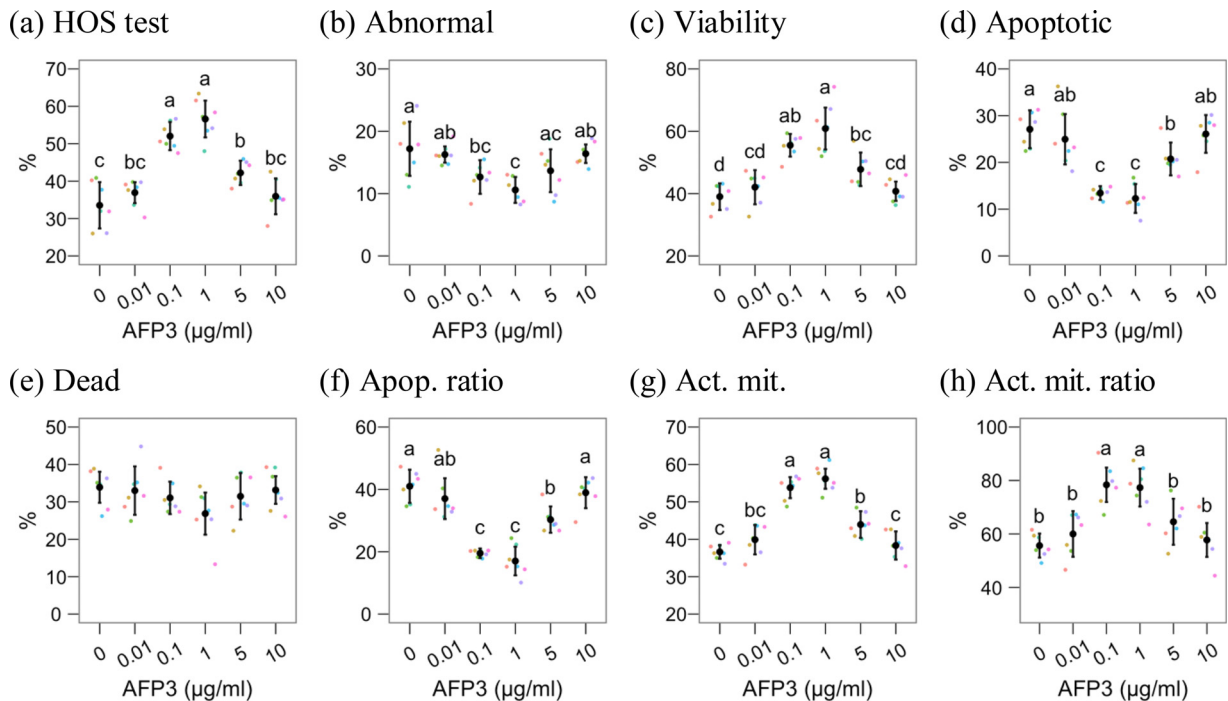 (a) HOS test
70
60
50
40
30
20
%
c
bc
a
a
b
bc
0
0.01
0.1
1
5
10
AFP3 (µg/ml)
(b) Abnormal
30
20
10
0
%
a
ab
bc
c
ac
ab
0
0.01
0.1
1
5
10
AFP3 (µg/ml)
(c) Viability
80
60
40
20
%
d
cd
ab
a
bc
cd
0
0.01
0.1
1
5
10
AFP3 (µg/ml)
(d) Apoptotic
40
30
20
10
0
%
a
ab
c
c
b
ab
0
0.01
0.1
1
5
10
AFP3 (µg/ml)
(e) Dead
50
40
30
20
10
0
%
0
0.01
0.1
1
5
10
AFP3 (µg/ml)
(f) Apop. ratio
60
40
20
0
%
a
ab
c
c
b
a
0
0.01
0.1
1
5
10
AFP3 (µg/ml)
(g) Act. mit.
70
60
50
40
30
20
%
c
bc
a
a
b
c
0
0.01
0.1
1
5
10
AFP3 (µg/ml)
(h) Act. mit. ratio
100
80
60
40
%
b
b
a
a
b
b
0
0.01
0.1
1
5
10
AFP3 (µg/ml)